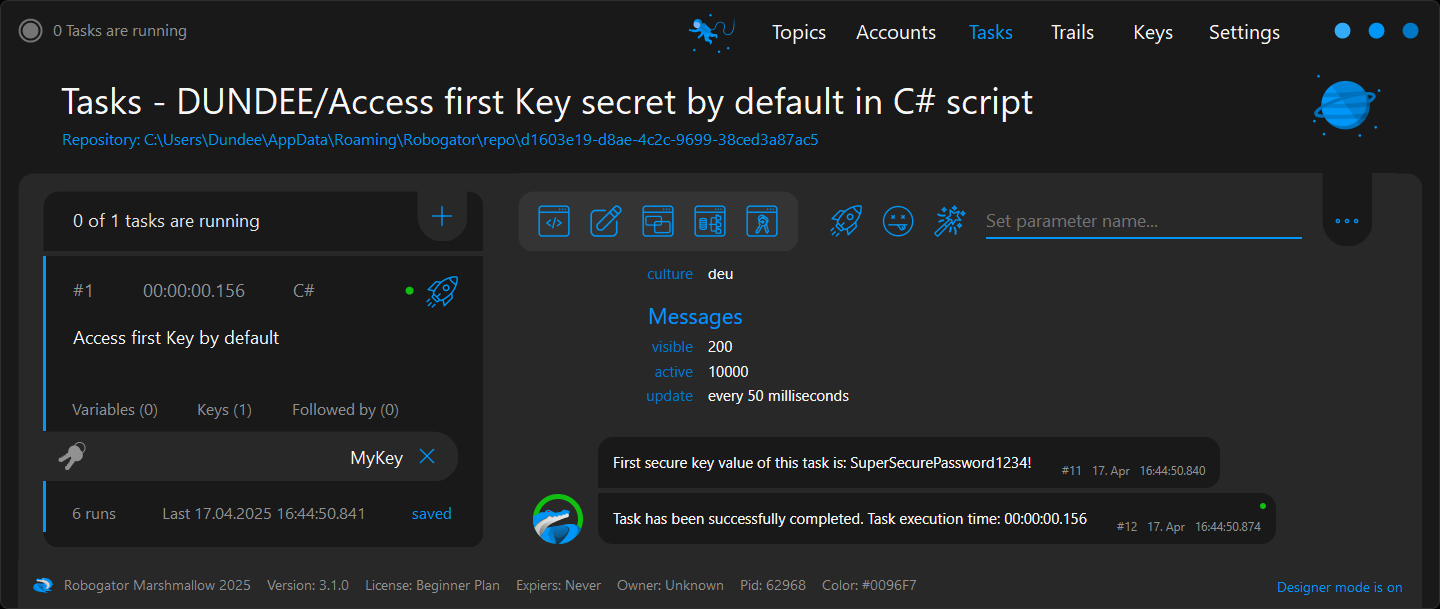 0 Tasks are running
Topics Accounts Tasks Trails Keys Settings
Tasks - DUNDEE/Access first Key secret by default in C# script
Repository: C:\Users\Dundee\AppData\Roaming\Robogator\repo\d1603e19-d8ae-4c2c-9699-38ced3a87ac5
0 of 1 tasks are running
#1 00:00:00.156 C#
Access first Key by default
Variables (0) Keys (1) Followed by (0)
MyKey
6 runs Last 17.04.2025 16:44:50.841 saved
Set parameter name...
culture deu
Messages
visible 200
active 10000
update every 50 milliseconds
First secure key value of this task is: SuperSecurePassword1234! #11 17. Apr 16:44:50.840
Task has been successfully completed. Task execution time: 00:00:00.156 #12 17. Apr 16:44:50.874
Robogator Marshmallow 2025 Version: 3.1.0 License: Beginner Plan Expiers: Never Owner: Unknown Pid: 62968 Color: #0096F7
Designer mode is on